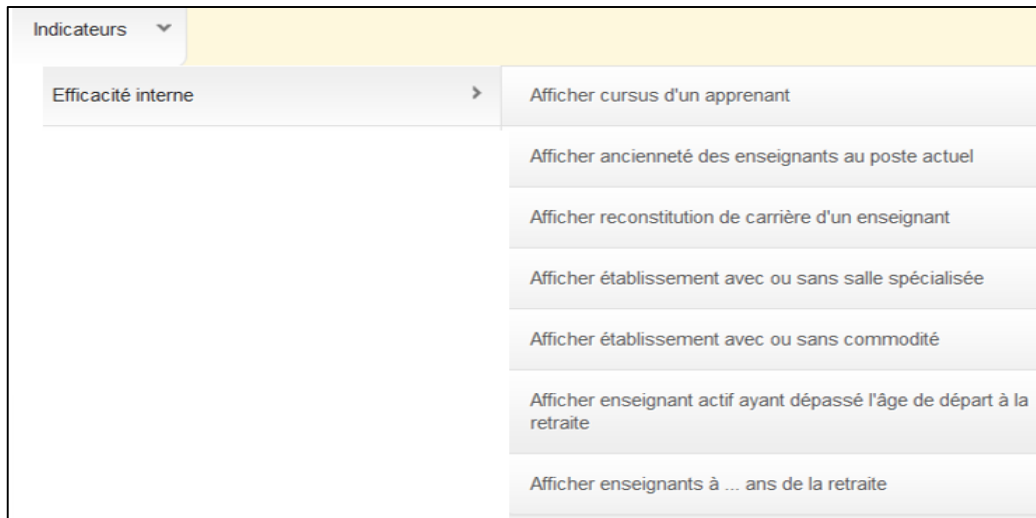 Indicateurs
Efficacité interne
Afficher cursus d'un apprenant
Afficher ancienneté des enseignants au poste actuel
Afficher reconstitution de carrière d'un enseignant
Afficher établissement avec ou sans salle spécialisée
Afficher établissement avec ou sans commodité
Afficher enseignant actif ayant dépassé l'âge de départ à la
retraite
Afficher enseignants à ... ans de la retraite